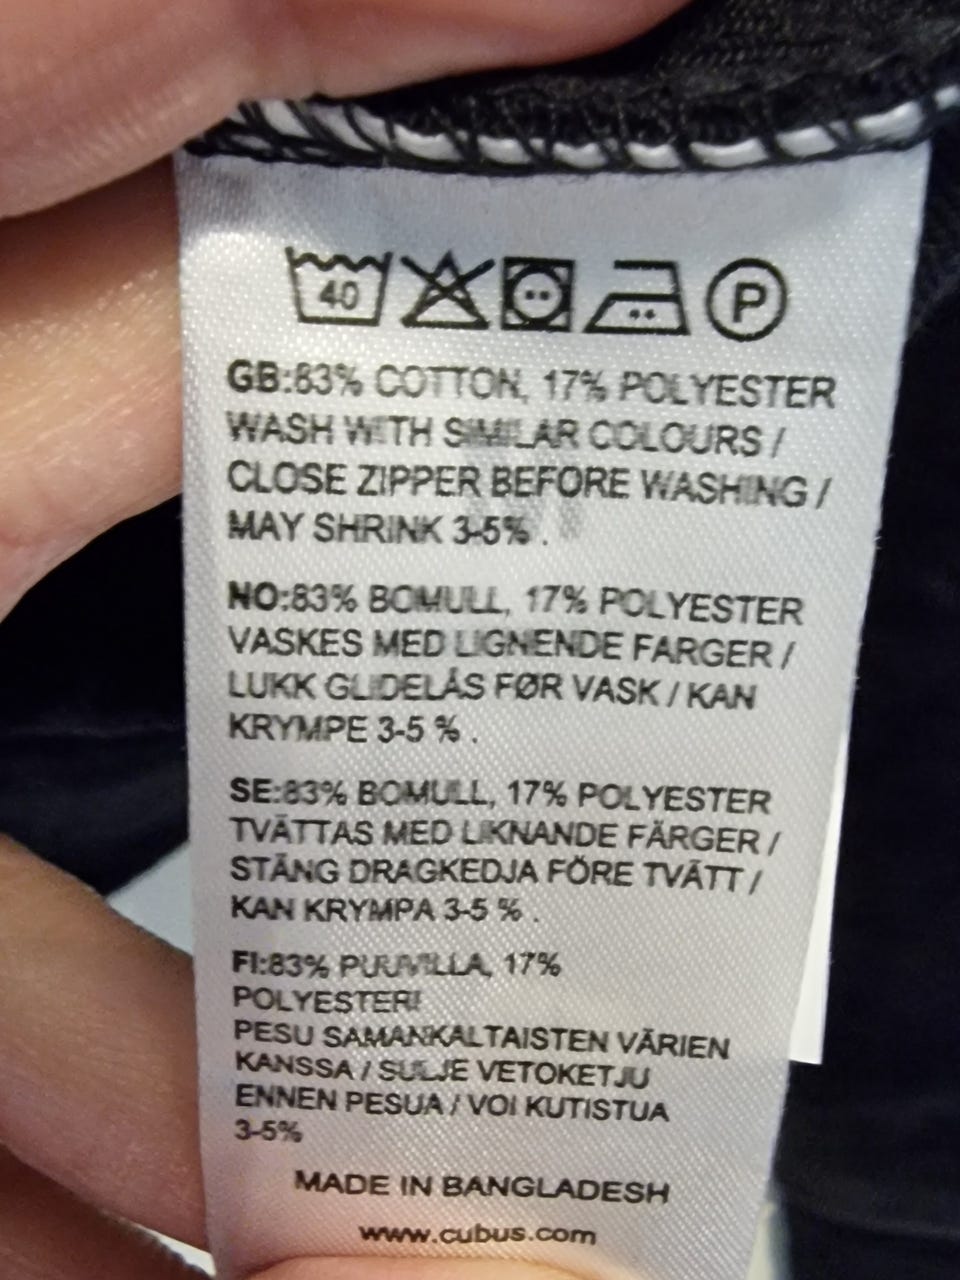 40 P
GB:83% COTTON, 17% POLYESTER
WASH WITH SIMILAR COLOURS /
CLOSE ZIPPER BEFORE WASHING /
MAY SHRINK 3-5% .
NO:83% BOMULL, 17% POLYESTER
VASKES MED LIGNENDE FARGER /
LUKK GLIDELÅS FØR VASK / KAN
KRYMPE 3-5 % .
SE:83% BOMULL, 17% POLYESTER
TVÄTTAS MED LIKNANDE FÄRGER /
STÄNG DRAGKEDJA FÖRE TVÄTT /
KAN KRYMPA 3-5 % .
FI:83% PUUVILLA, 17%
POLYESTERI
PESU SAMANKALTAISTEN VÄRIEN
KANSSA / SULJE VETOKETJU
ENNEN PESUA / VOI KUTISTUA
3-5%
MADE IN BANGLADESH
www.cubus.com